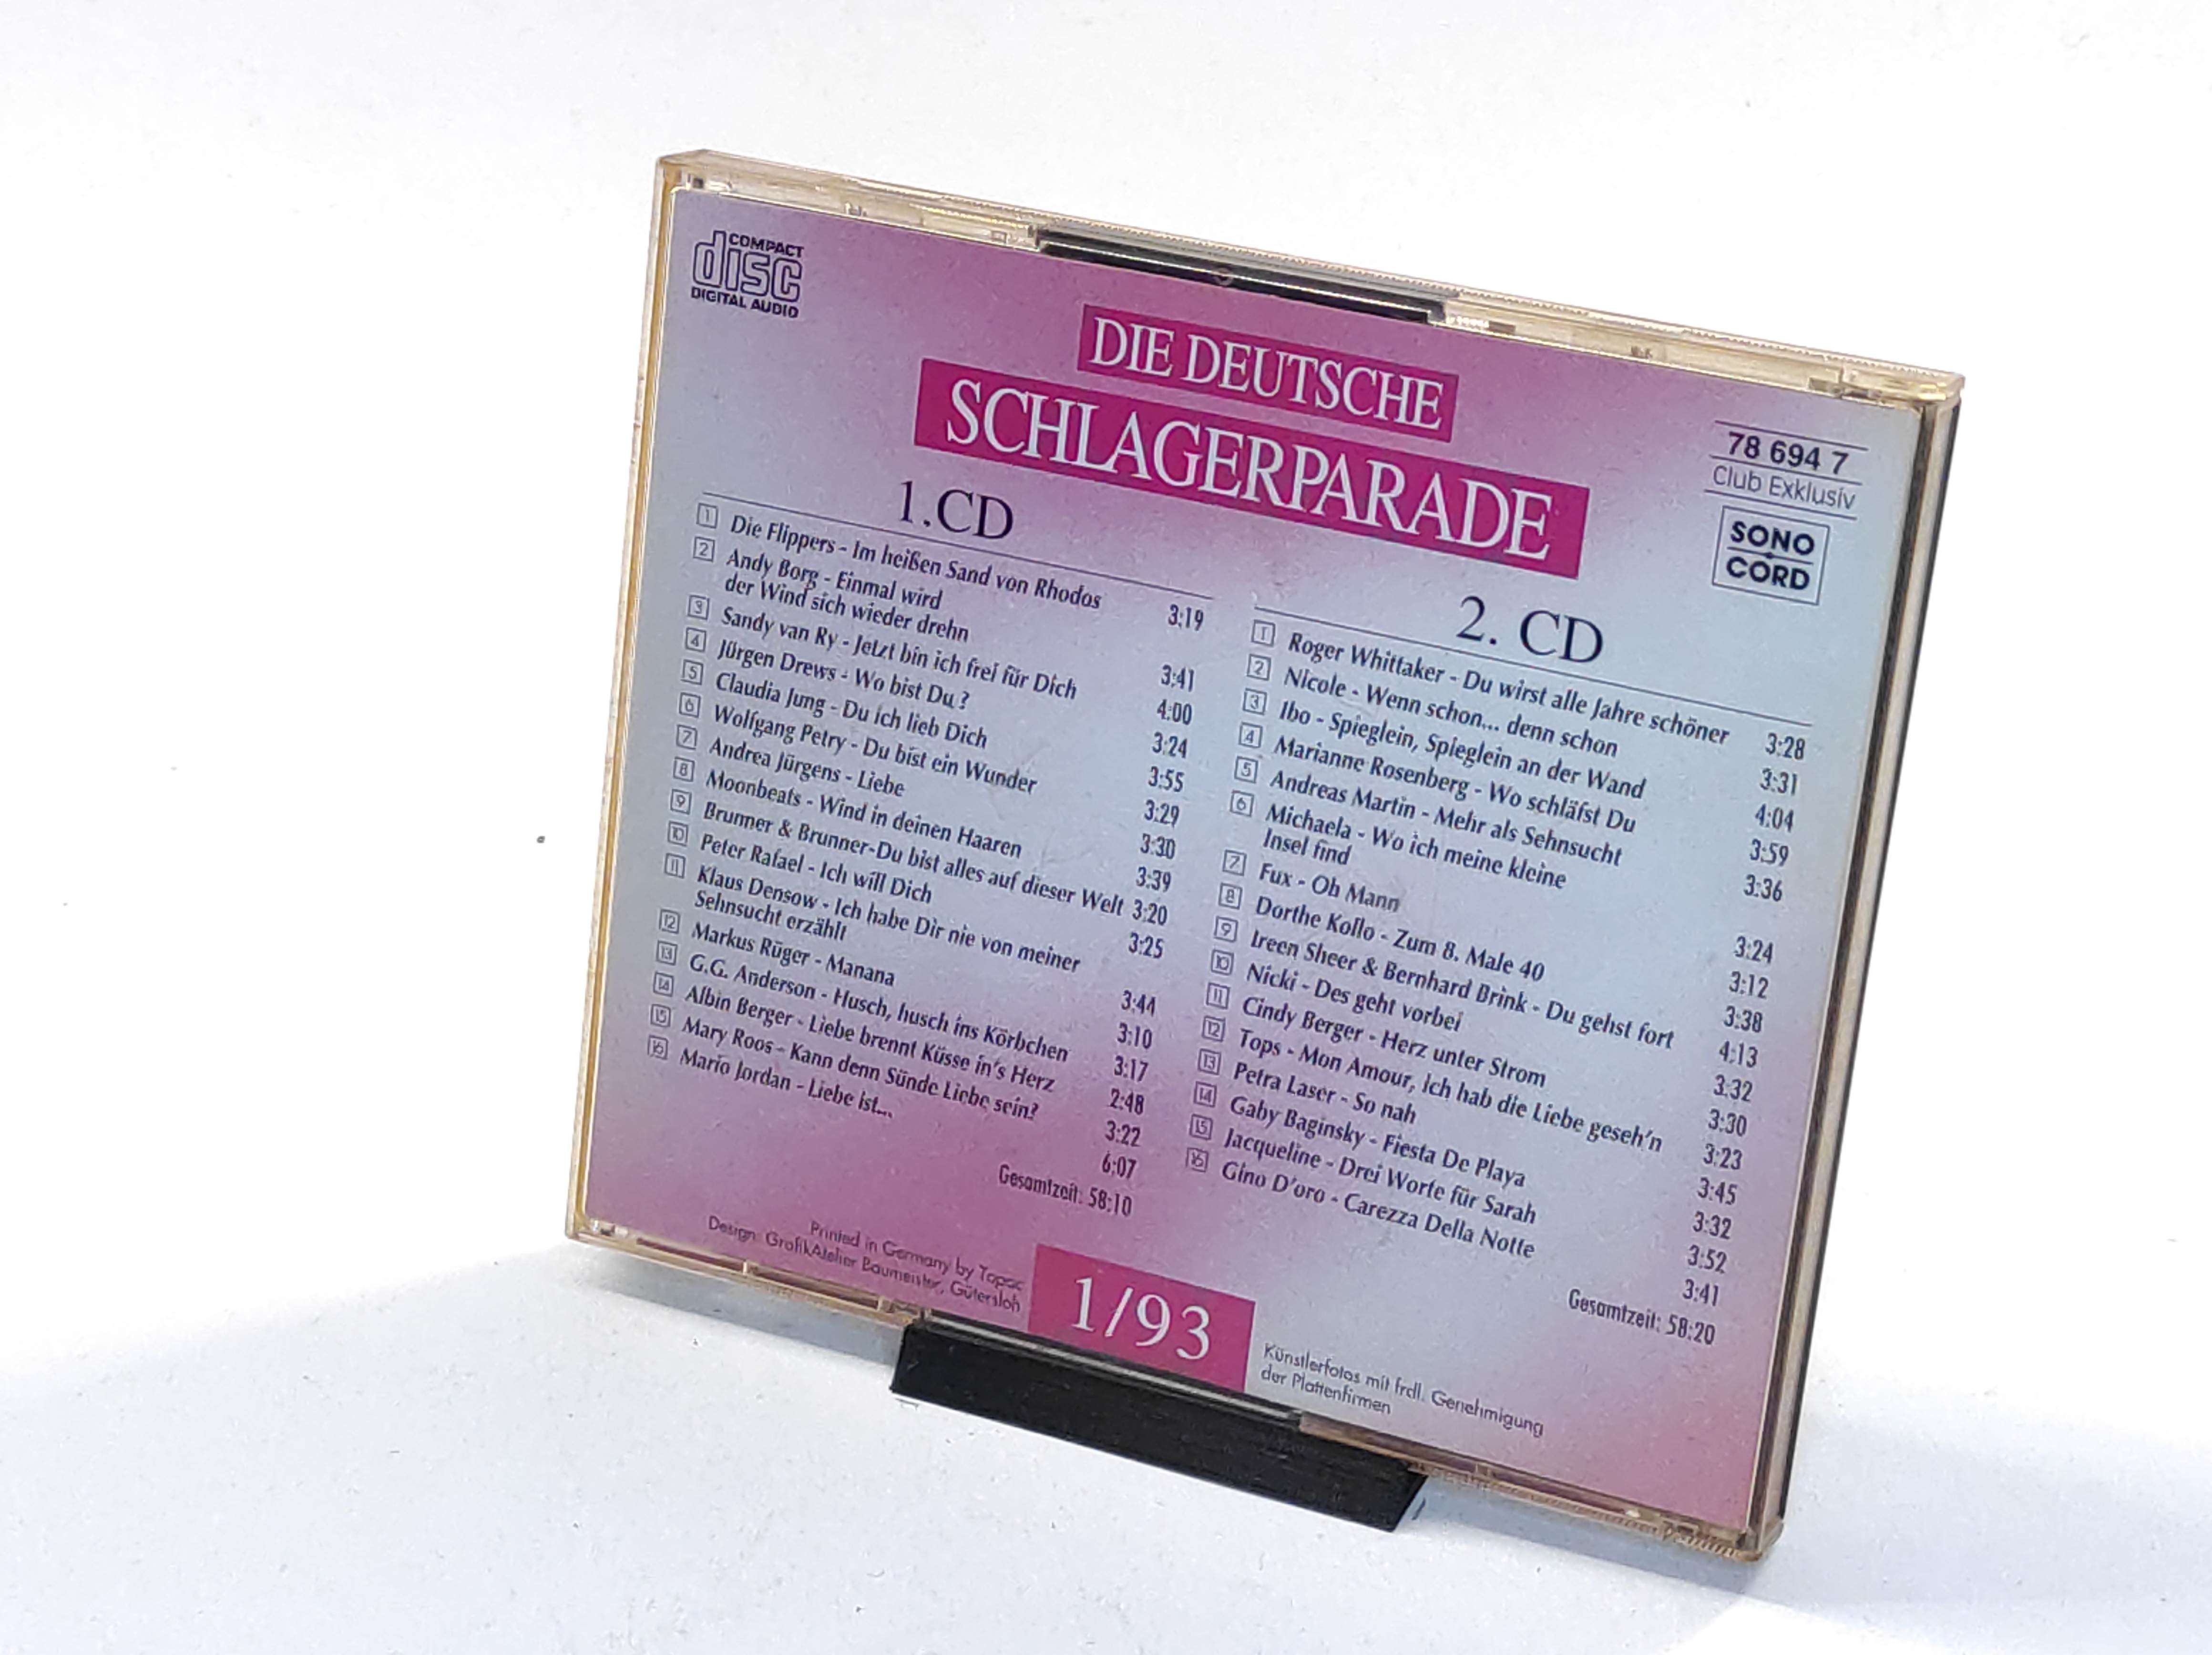 COMPACT
disc
DIGITAL AUDIO
DIE DEUTSCHE
SCHLAGERPARADE
78 694 7
Club Exklusiv
SONO
CORD
1.CD
1 Die Flippers - Im heißen Sand von Rhodos 3:19
2 Andy Borg - Einmal wird
der Wind sich wieder drehn 3:41
3 Sandy van Ry - Jetzt bin ich frei für Dich 4:00
4 Jürgen Drews - Wo bist Du ? 3:24
5 Claudia Jung - Du ich lieb Dich 3:55
6 Wolfgang Petry - Du bist ein Wunder 3:29
7 Andrea Jürgens - Liebe 3:30
8 Moonbeats - Wind in deinen Haaren 3:39
9 Brunner & Brunner-Du bist alles auf dieser Welt 3:20
10 Peter Rafael - Ich will Dich 3:25
11 Klaus Densow - Ich habe Dir nie von meiner
Sehnsucht erzählt 3:44
12 Markus Rüger - Manana 3:10
13 G.G. Anderson - Husch, husch ins Körbchen 3:17
14 Albin Berger - Liebe brennt Küsse in's Herz 2:48
15 Mary Roos - Kann denn Sünde Liebe sein? 3:22
16 Mario Jordan - Liebe ist... 6:07
Gesamtzeit: 58:10
2. CD
1 Roger Whittaker - Du wirst alle Jahre schöner 3:28
2 Nicole - Wenn schon... denn schon 3:31
3 Ibo - Spieglein, Spieglein an der Wand 4:04
4 Marianne Rosenberg - Wo schläfst Du 3:59
5 Andreas Martin - Mehr als Sehnsucht 3:36
6 Michaela - Wo ich meine kleine
Insel find 3:24
7 Fux - Oh Mann 3:12
8 Dorthe Kollo - Zum 8. Male 40 3:38
9 Ireen Sheer & Bernhard Brink - Du gehst fort 4:13
10 Nicki - Des geht vorbei 3:32
11 Cindy Berger - Herz unter Strom 3:30
12 Tops - Mon Amour, Ich hab die Liebe geseh'n 3:23
13 Petra Laser - So nah 3:45
14 Gaby Baginsky - Fiesta De Playa 3:32
15 Jacqueline - Drei Worte für Sarah 3:52
16 Gino D'oro - Carezza Della Notte 3:41
Gesamtzeit: 58:20
Printed in Germany by Topac
Design: GrafikAtelier Baumeister, Gütersloh
1/93
Künstlerfotos mit frdl. Genehmigung
der Plattenfirmen